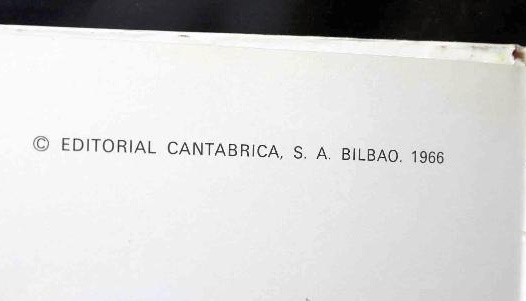 © EDITORIAL CANTABRICA, S. A. BILBAO. 1966